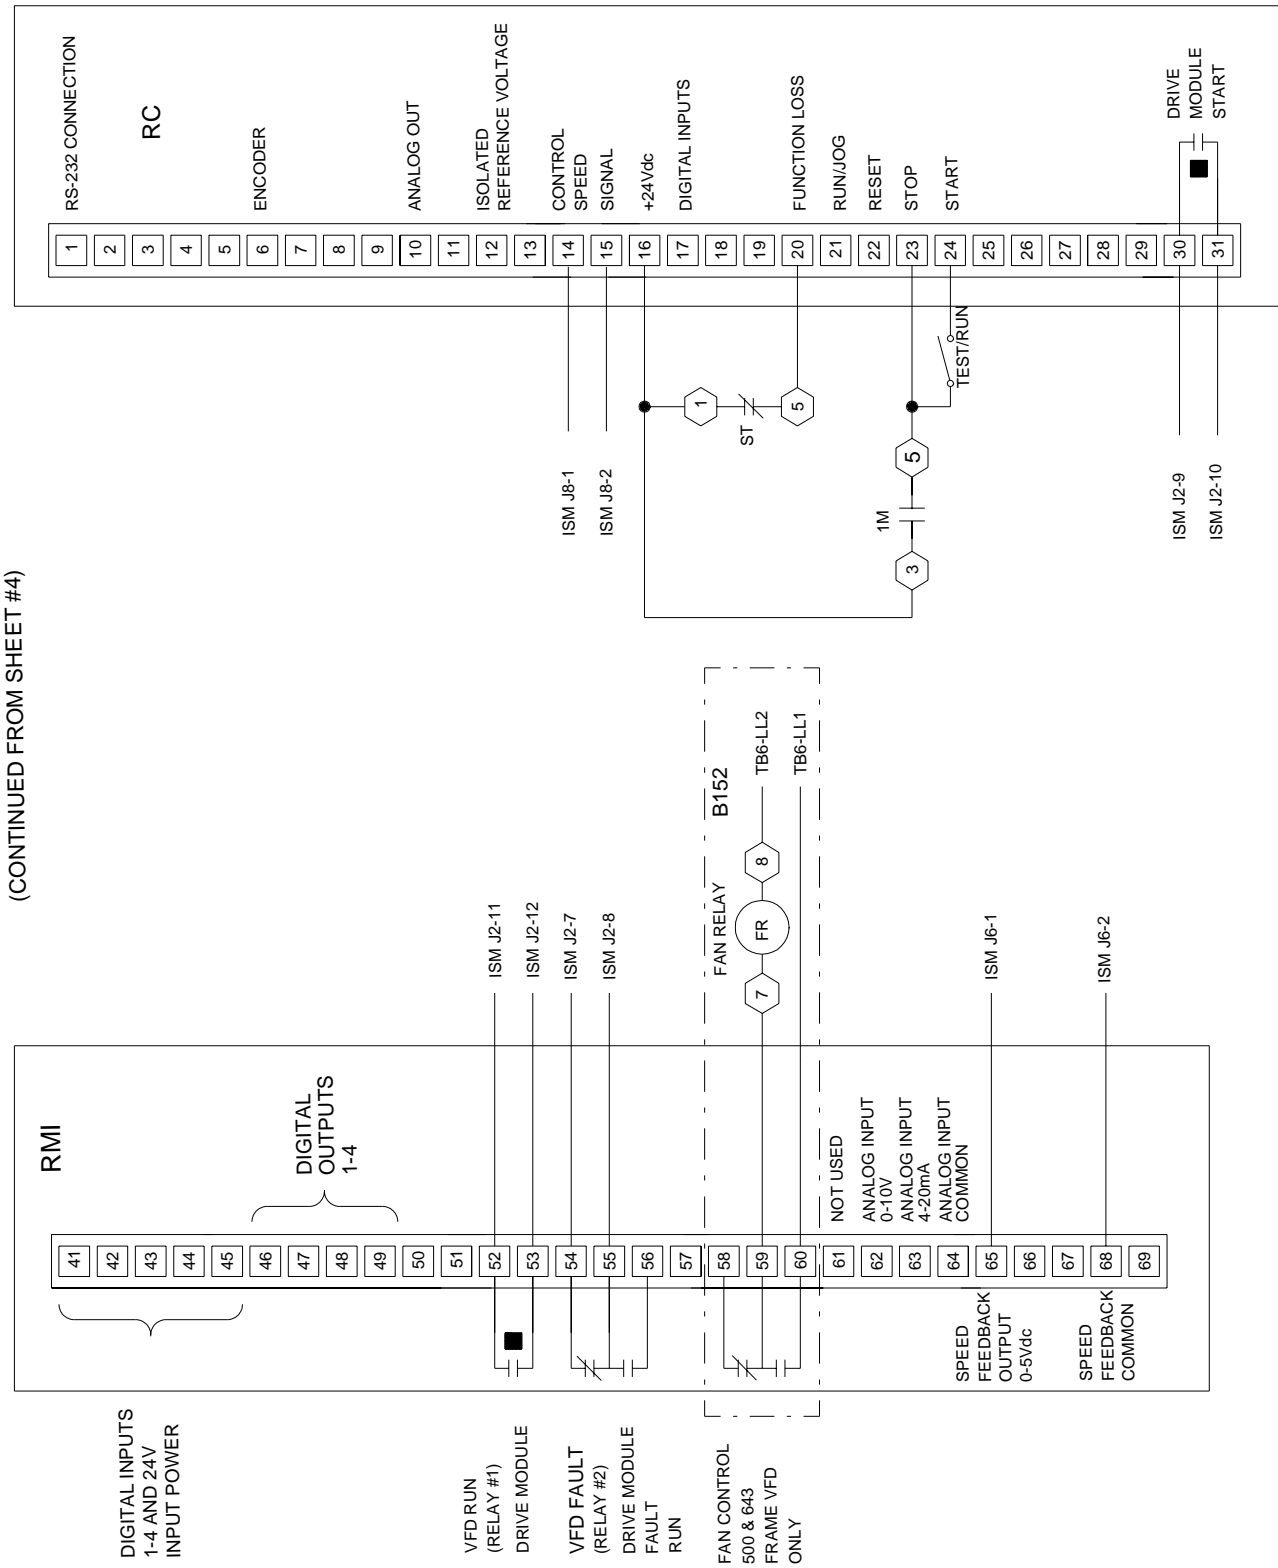 (CONTINUED FROM SHEET #4)
RC
1
2
3
4
5
6
7
8
9
10
11
12
13
14
15
16
17
18
19
20
21
22
23
24
25
26
27
28
29
30
31
RS-232 CONNECTION
ENCODER
ANALOG OUT
ISOLATED
REFERENCE VOLTAGE
CONTROL
SPEED
SIGNAL
+24Vdc
DIGITAL INPUTS
FUNCTION LOSS
RUN/JOG
RESET
STOP
START
DRIVE
MODULE
START
ISM J8-1
ISM J8-2
1
ST
5
3
1M
5
TEST/RUN
ISM J2-9
ISM J2-10
RMI
41
42
43
44
45
46
47
48
49
50
51
52
53
54
55
56
57
58
59
60
61
62
63
64
65
66
67
68
69
DIGITAL INPUTS
1-4 AND 24V
INPUT POWER
DIGITAL
OUTPUTS
1-4
VFD RUN
(RELAY #1)
DRIVE MODULE
VFD FAULT
(RELAY #2)
DRIVE MODULE
FAULT
RUN
FAN CONTROL
500 & 643
FRAME VFD
ONLY
ISM J2-11
ISM J2-12
ISM J2-7
ISM J2-8
FAN RELAY
B152
7
FR
8
TB6-LL2
TB6-LL1
NOT USED
ANALOG INPUT
0-10V
ANALOG INPUT
4-20mA
ANALOG INPUT
COMMON
SPEED
FEEDBACK
OUTPUT
0-5Vdc
SPEED
FEEDBACK
COMMON
ISM J6-1
ISM J6-2